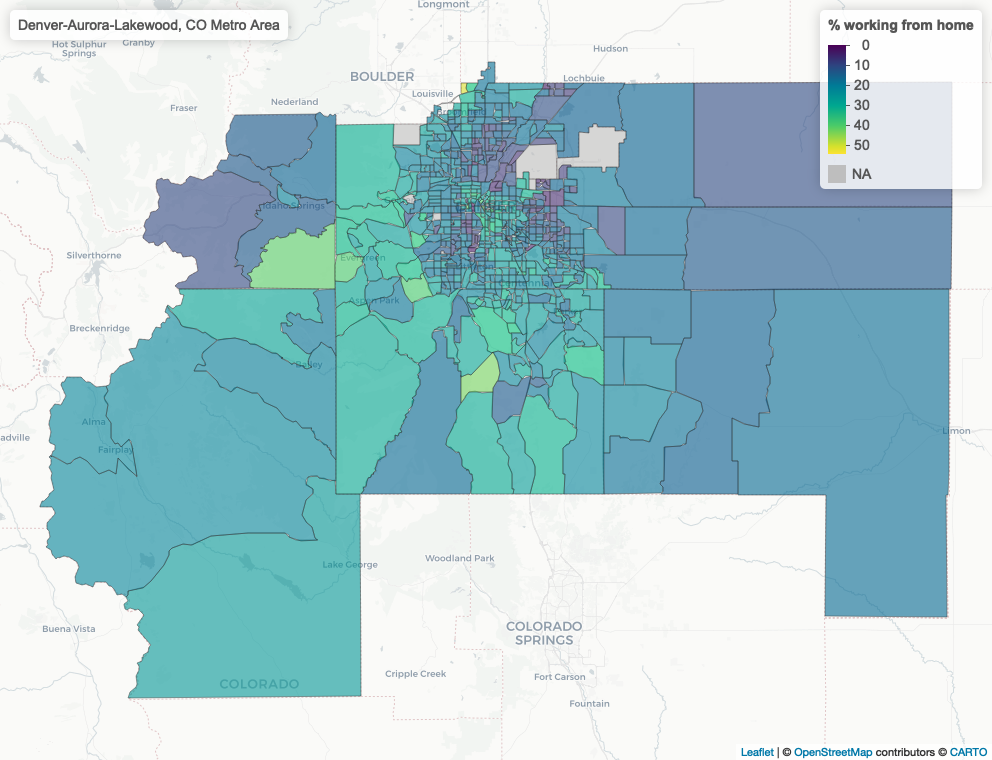 Longmont
Denver-Aurora-Lakewood, CO Metro Area
% working from home
0
10
20
30
40
50
NA
Hot Sulphur
Springs
Granby
Hudson
BOULDER
Lochbuie
Louisville
Nederland
Fraser
Idaho Springs
Silverthorne
Evergreen
Centennial
Aspen Park
Breckenridge
Bailey
Alma
adville
Fairplay
Limon
Woodland Park
Lake George
Buena Vista
COLORADO
SPRINGS
Cripple Creek
Fort Carson
COLORADO
Fountain
Leaflet | © OpenStreetMap contributors © CARTO